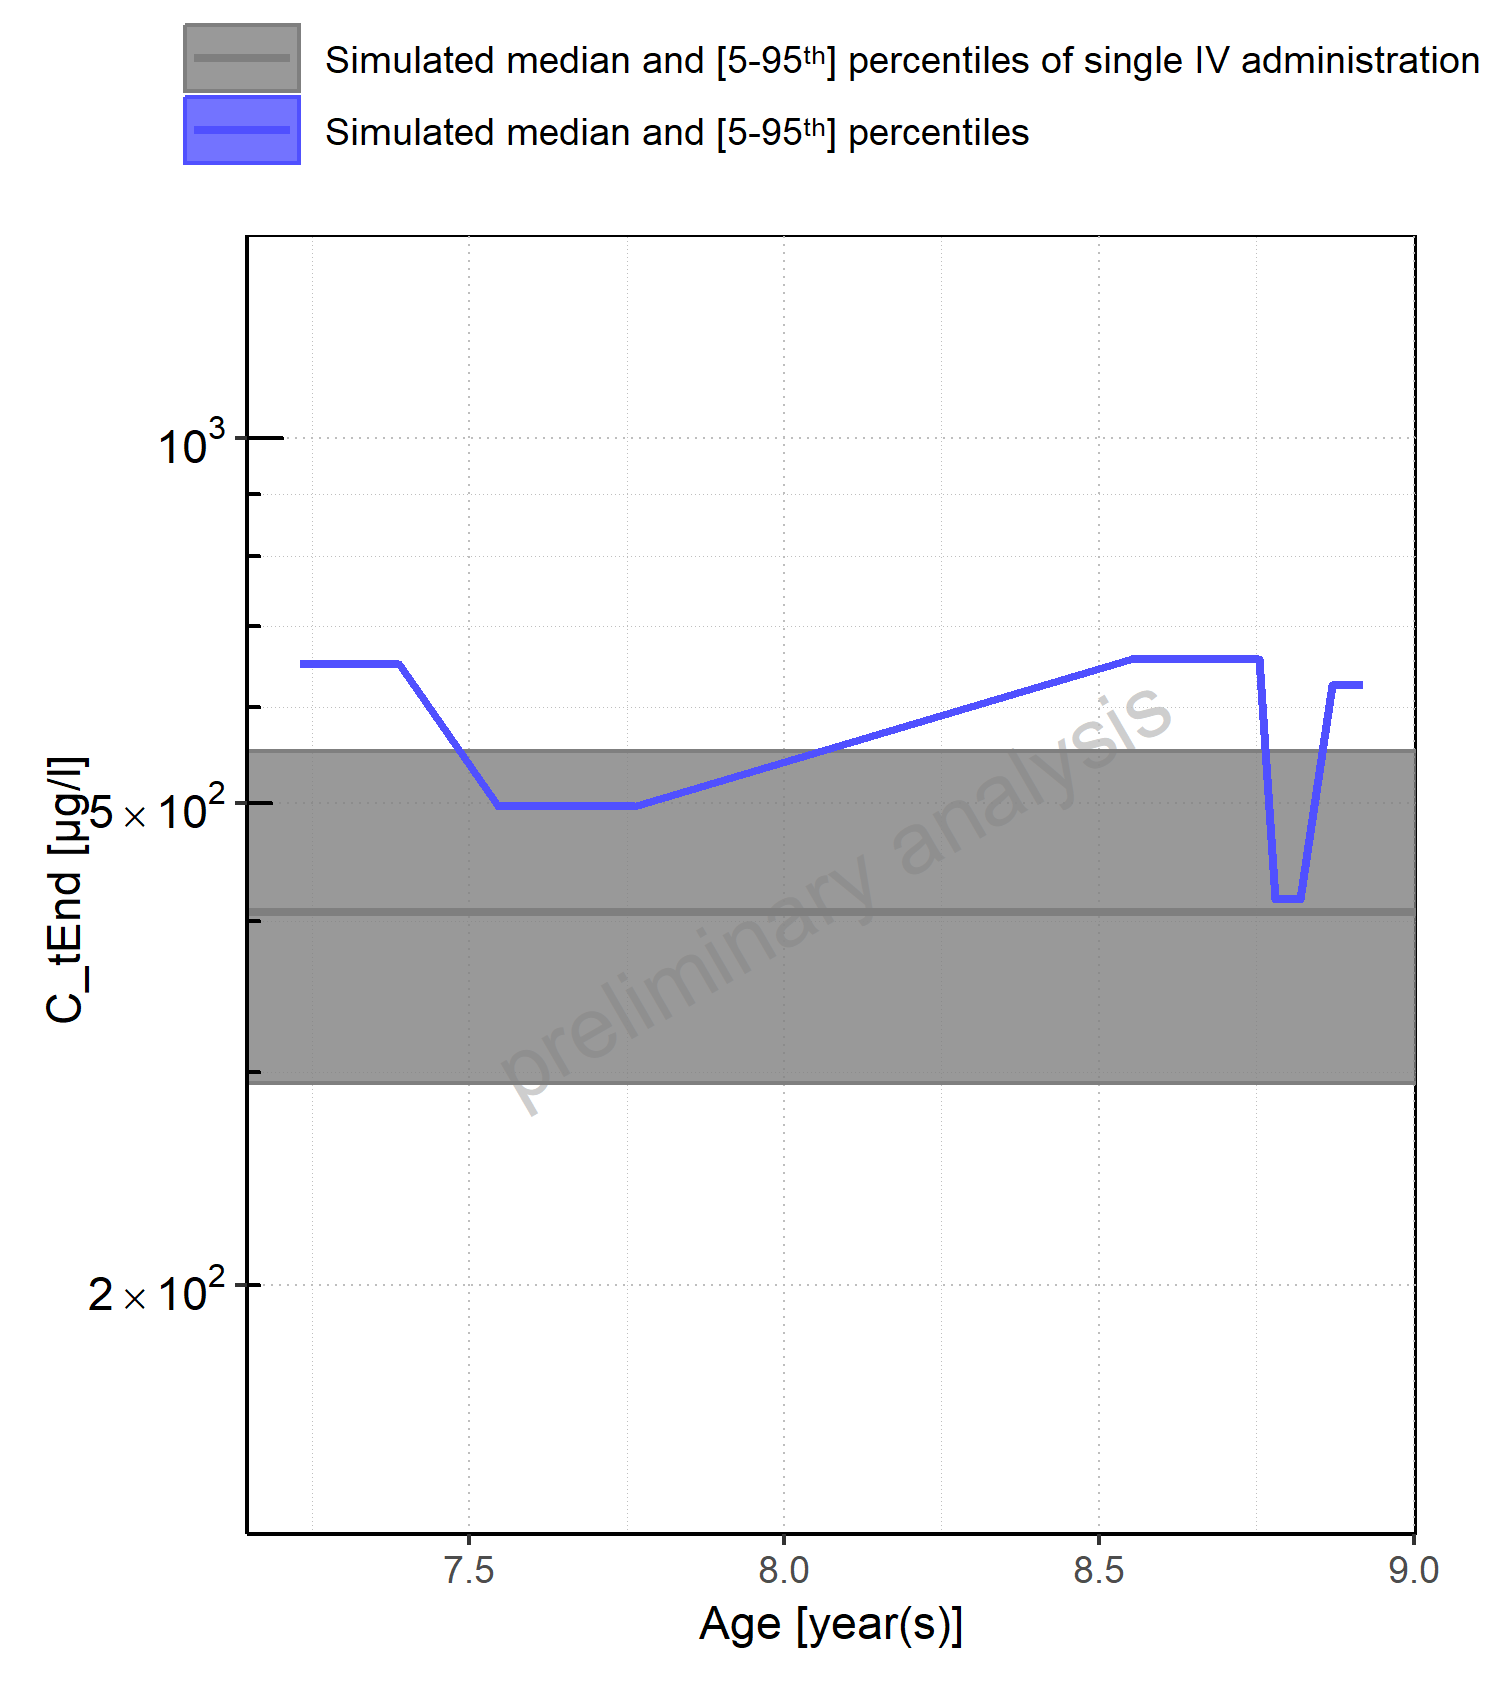 Simulated median and [5-95th] percentiles of single IV administration
Simulated median and [5-95th] percentiles
10³
5 × 10²
2 × 10²
C_tEnd [µg/l]
preliminary analysis
7.5 8.0 8.5 9.0
Age [year(s)]